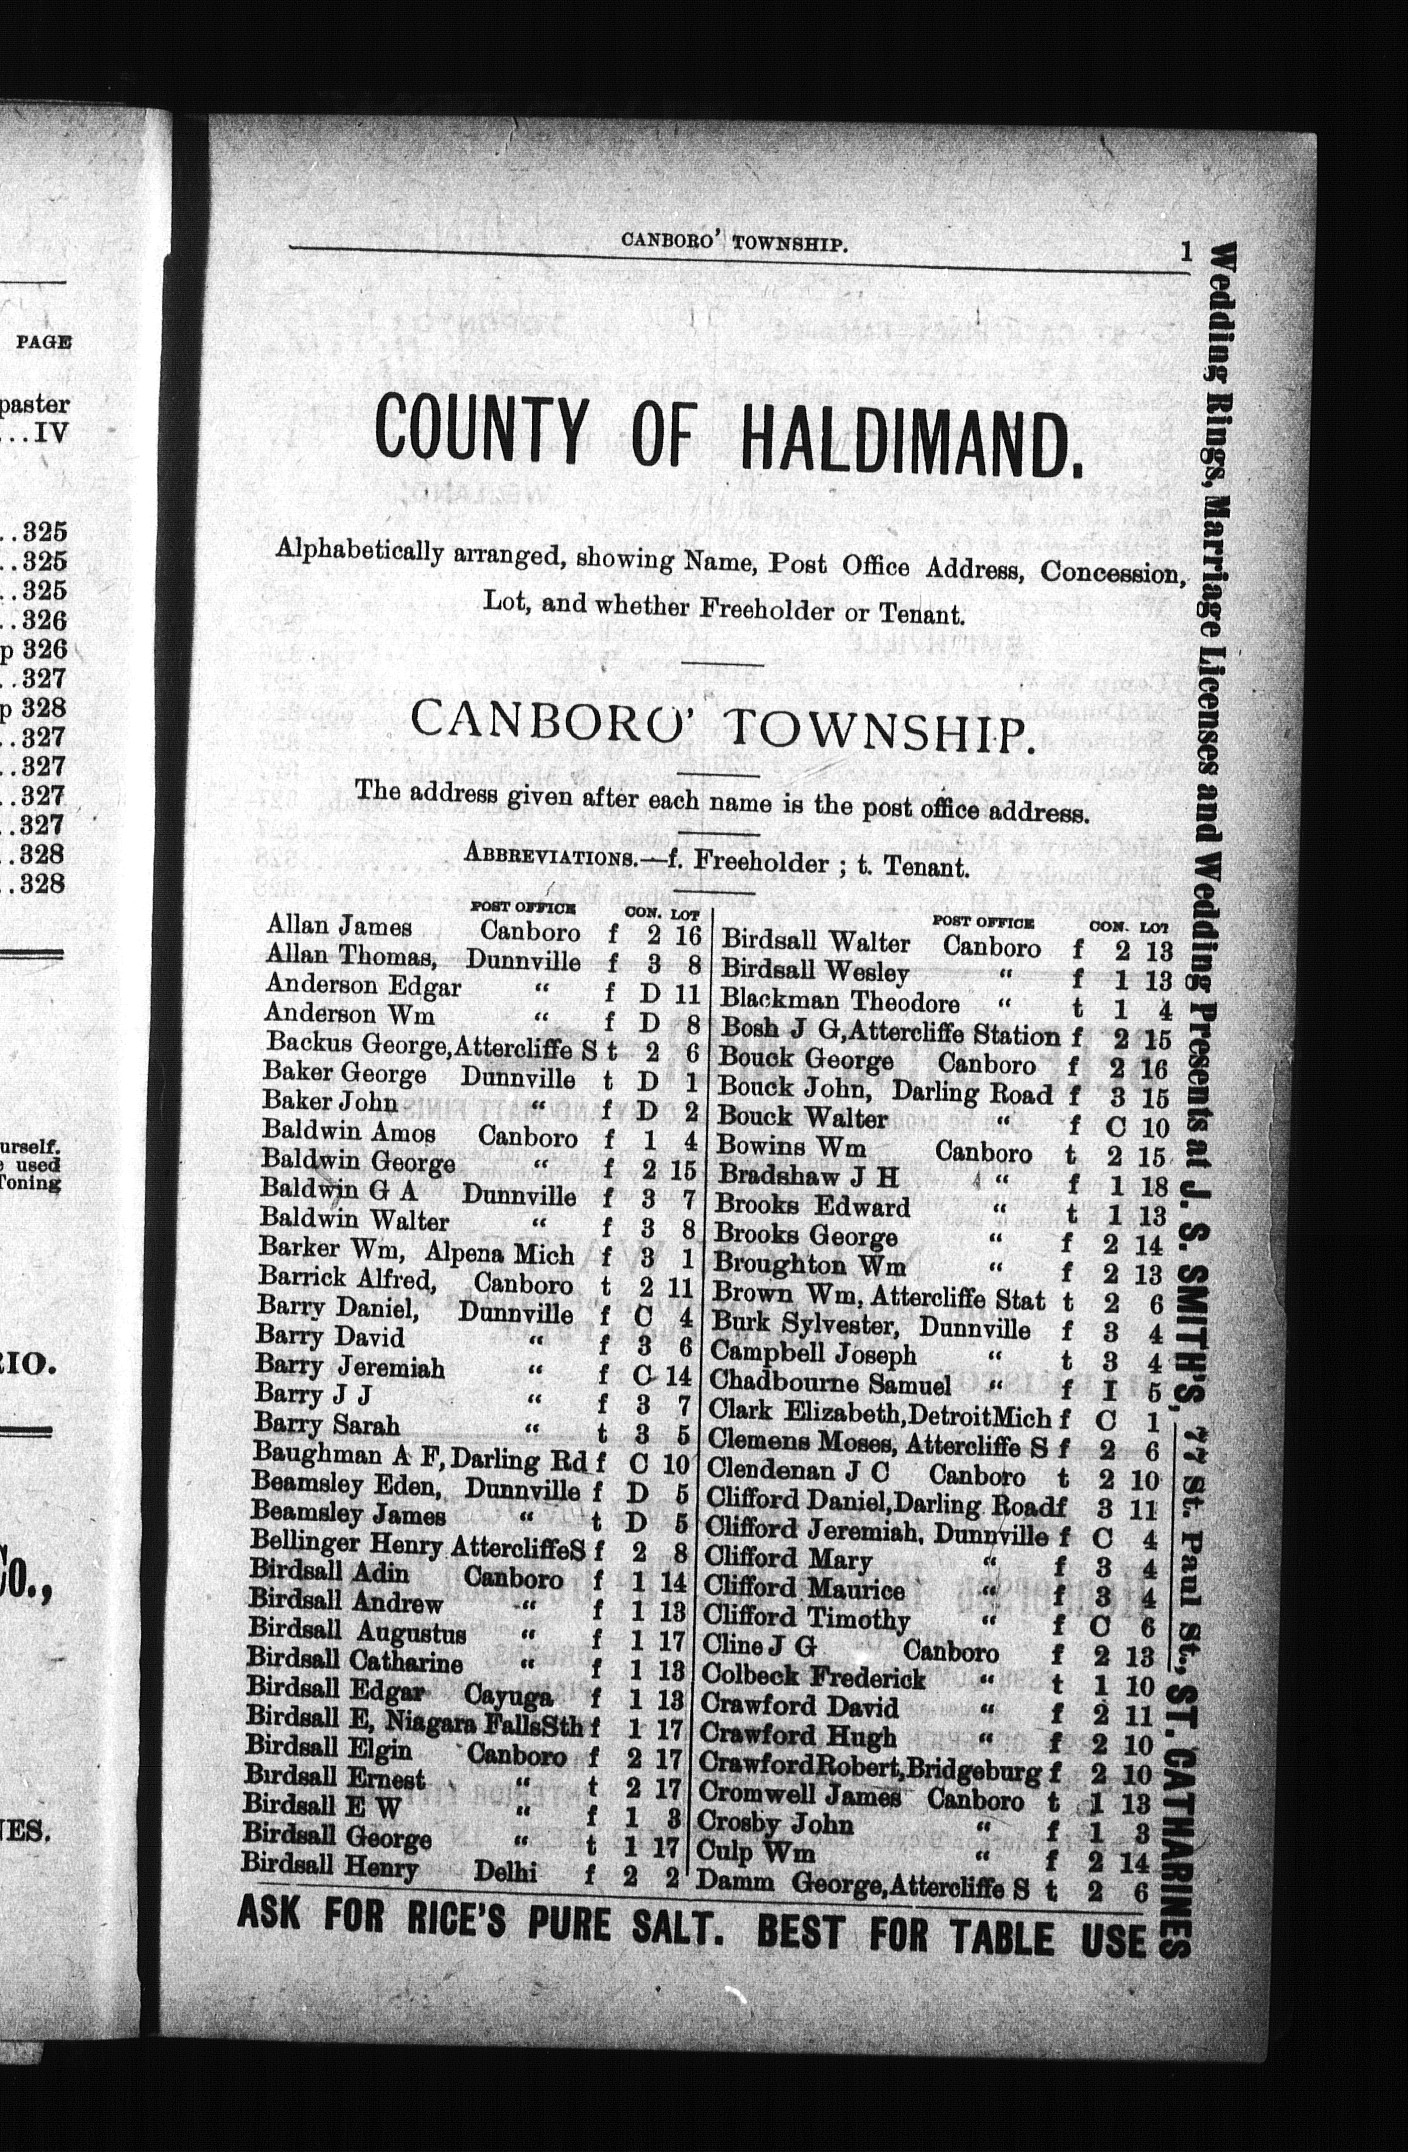 PAGE
paster
...IV
..325
..325
..325
..326
p 326
..327
p 328
..327
..327
..327
..327
..328
..328
urself.
e used
Toning
RIO.
CO.,
IES.
CANBORO' TOWNSHIP. 1
COUNTY OF HALDIMAND.
Alphabetically arranged, showing Name, Post Office Address, Concession,
Lot, and whether Freeholder or Tenant.
CANBORO' TOWNSHIP.
The address given after each name is the post office address.
ABBREVIATIONS.—f. Freeholder ; t. Tenant.
POST OFFICE CON. LOT
Allan James Canboro f 2 16
Allan Thomas, Dunnville f 3 8
Anderson Edgar “ f D 11
Anderson Wm “ f D 8
Backus George, Attercliffe S t 2 6
Baker George Dunnville t D 1
Baker John “ f D 2
Baldwin Amos Canboro f 1 4
Baldwin George “ f 2 15
Baldwin G A Dunnville f 3 7
Baldwin Walter “ f 3 8
Barker Wm, Alpena Mich f 3 1
Barrick Alfred, Canboro t 2 11
Barry Daniel, Dunnville f C 4
Barry David “ f 3 6
Barry Jeremiah “ f C 14
Barry J J “ f 3 7
Barry Sarah “ t 3 5
Baughman A F, Darling Rd f C 10
Beamsley Eden, Dunnville f D 5
Beamsley James “ t D 5
Bellinger Henry AttercliffeS f 2 8
Birdsall Adin Canboro f 1 14
Birdsall Andrew “ f 1 13
Birdsall Augustus “ f 1 17
Birdsall Catharine “ f 1 13
Birdsall Edgar Cayuga f 1 13
Birdsall E, Niagara FallsSth f 1 17
Birdsall Elgin Canboro f 2 17
Birdsall Ernest “ t 2 17
Birdsall E W “ f 1 3
Birdsall George “ t 1 17
Birdsall Henry Delhi f 2 2
POST OFFICE CON. LOT
Birdsall Walter Canboro f 2 13
Birdsall Wesley “ f 1 13
Blackman Theodore “ t 1 4
Bosh J G, Attercliffe Station f 2 15
Bouck George Canboro f 2 16
Bouck John, Darling Road f 3 15
Bouck Walter “ f C 10
Bowins Wm Canboro t 2 15
Bradshaw J H “ f 1 18
Brooks Edward “ t 1 13
Brooks George “ f 2 14
Broughton Wm “ f 2 13
Brown Wm, Attercliffe Stat t 2 6
Burk Sylvester, Dunnville f 3 4
Campbell Joseph “ t 3 4
Chadbourne Samuel “ f I 5
Clark Elizabeth, DetroitMich f C 1
Clemens Moses, Attercliffe S f 2 6
Clendenan J C Canboro t 2 10
Clifford Daniel, Darling Roadf 3 11
Clifford Jeremiah, Dunnville f C 4
Clifford Mary “ f 3 4
Clifford Maurice “ f 3 4
Clifford Timothy “ f C 6
Cline J G Canboro f 2 13
Colbeck Frederick “ t 1 10
Crawford David “ f 2 11
Crawford Hugh “ f 2 10
CrawfordRobert, Bridgeburg f 2 10
Cromwell James Canboro t 1 13
Crosby John “ f 1 3
Culp Wm “ f 2 14
Damm George, Attercliffe S t 2 6
ASK FOR RICE'S PURE SALT. BEST FOR TABLE USE
Wedding Rings, Marriage Licenses and Wedding Presents at J. S. SMITH'S, 77 St. Paul St., ST. CATHARINES